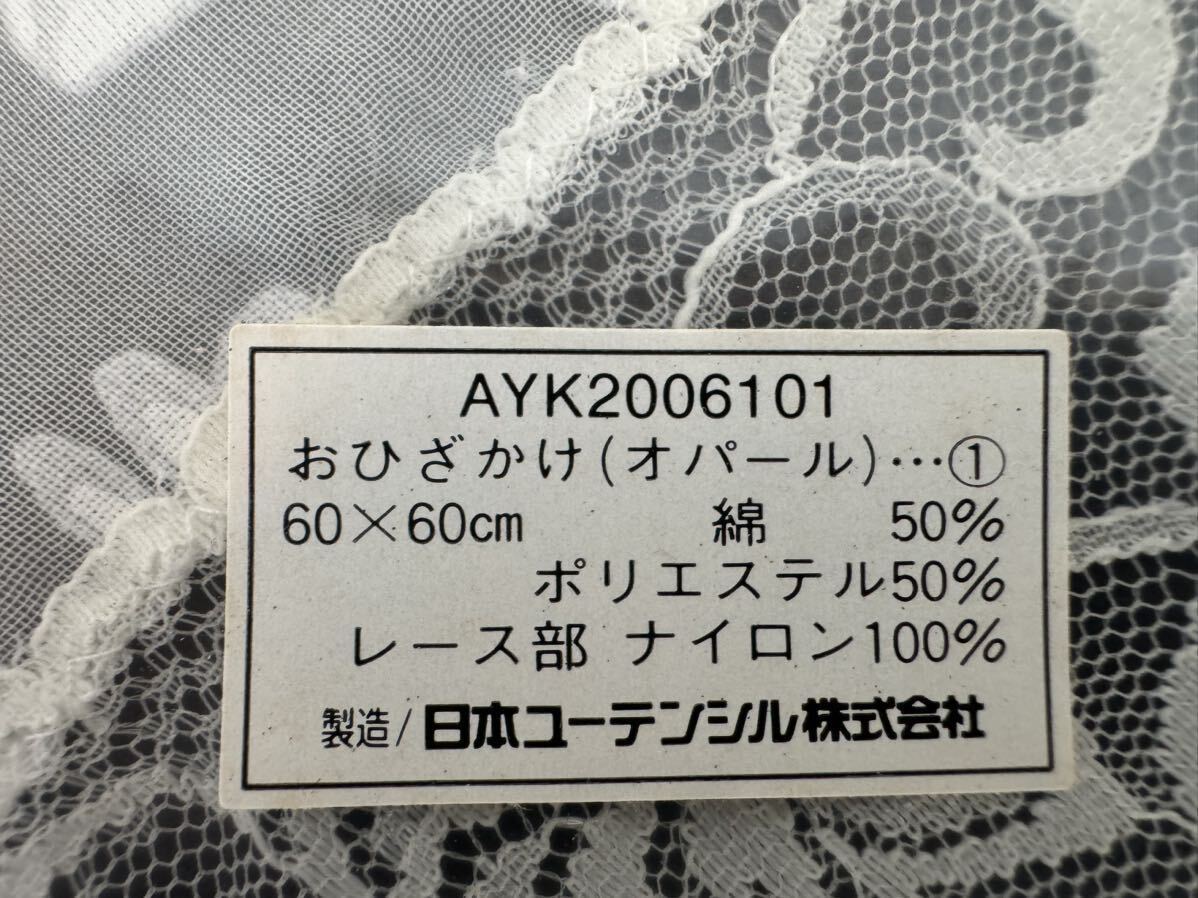 AYK2006101
おひざかけ(オパール)…①
60×60cm 綿 50%
ポリエステル50%
レース部 ナイロン100%
製造/日本ユーテンシル株式会社